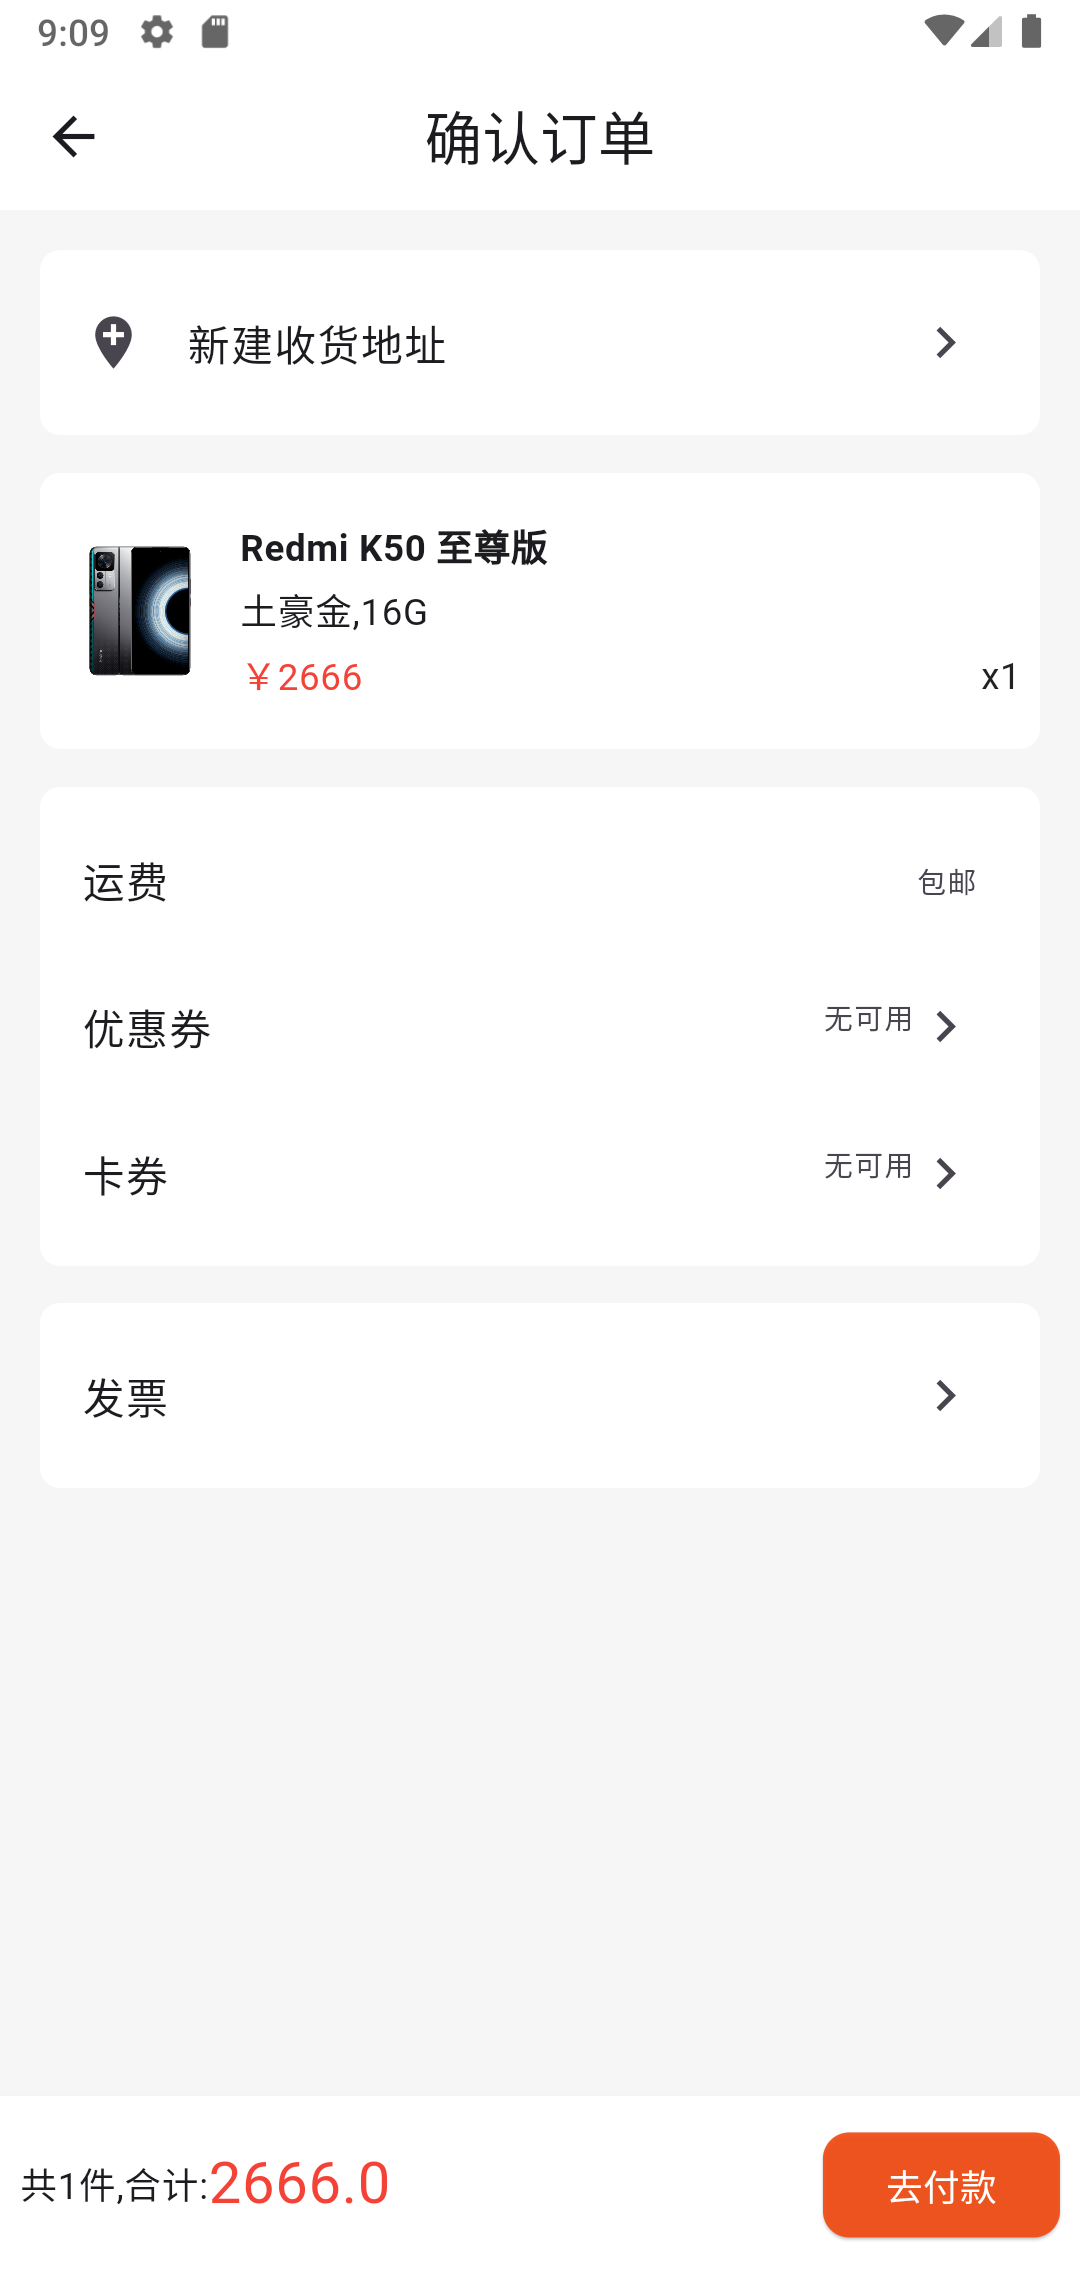 9:09
确认订单
新建收货地址
Redmi K50 至尊版
土豪金,16G
￥2666
x1
运费
包邮
优惠券
无可用
卡券
无可用
发票
共1件,合计:2666.0
去付款